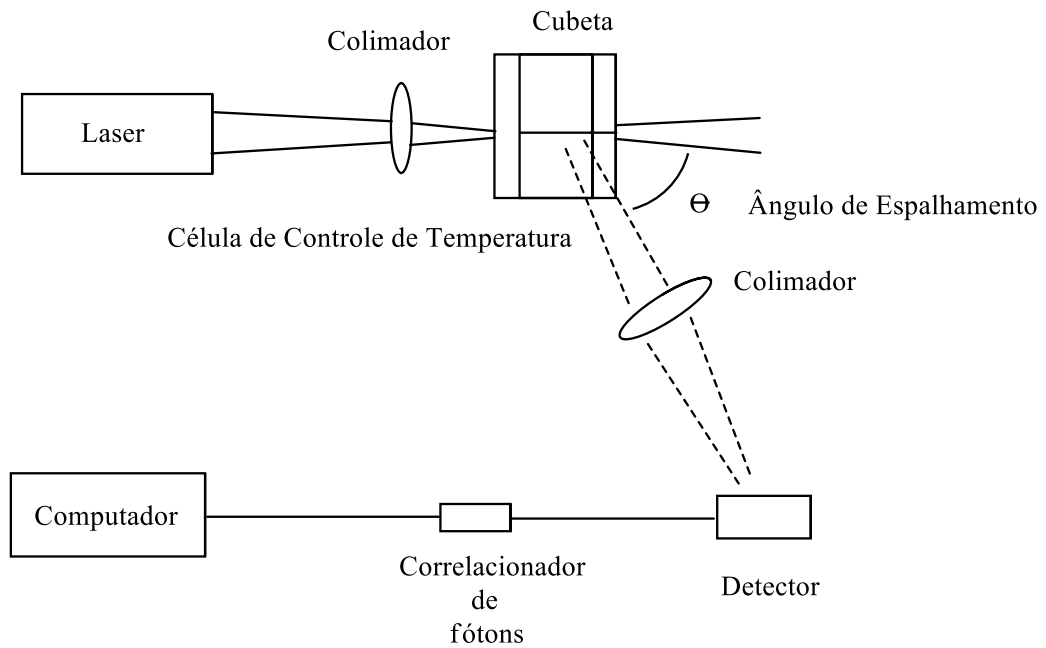 Cubeta
Colimador
Laser
Θ
Ângulo de Espalhamento
Célula de Controle de Temperatura
Colimador
Computador
Correlacionador
de
fótons
Detector